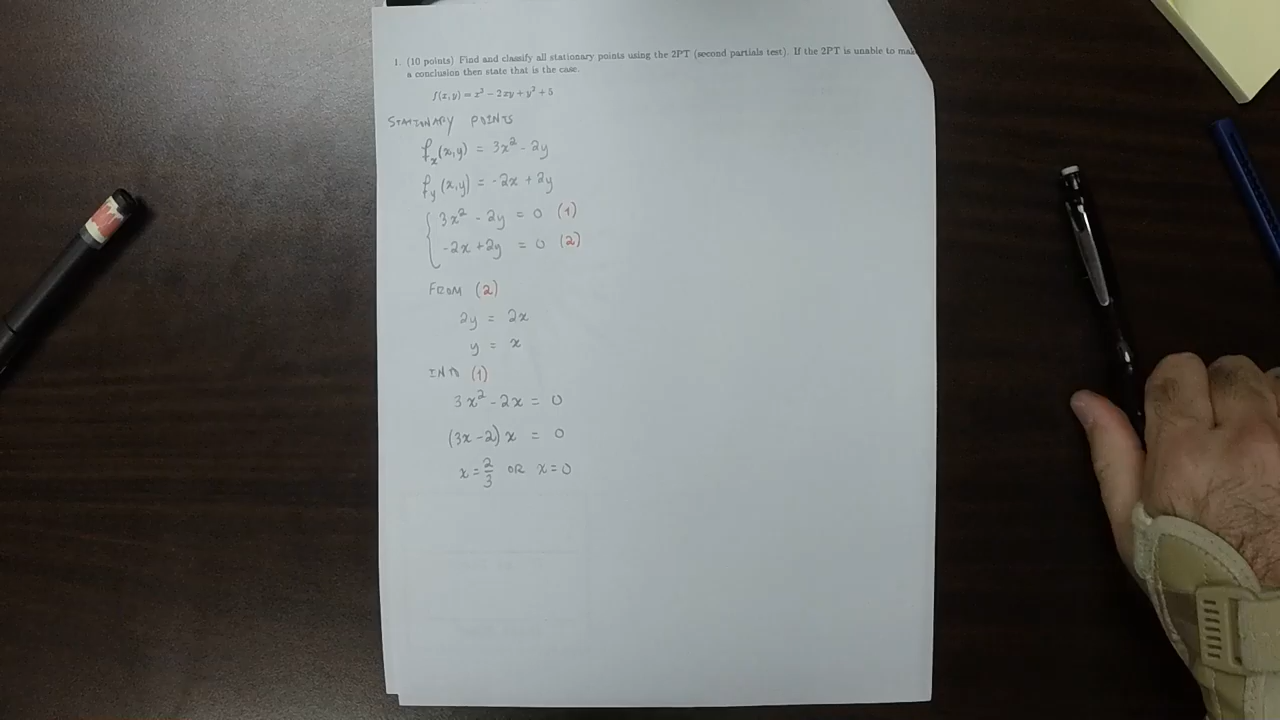 1. (10 points) Find and classify all stationary points using the 2PT (second partials test). If the 2PT is unable to
a conclusion then state that is the case.
f(x, y) = x³ − 2xy + y² + 5
STATIONARY POINTS
fₓ(x,y) = 3x² - 2y
f_y(x,y) = -2x + 2y
3x² - 2y = 0 (1)
-2x + 2y = 0 (2)
FROM (2)
2y = 2x
y = x
INTO (1)
3x² - 2x = 0
(3x-2)x = 0
x = 2/3 OR x = 0